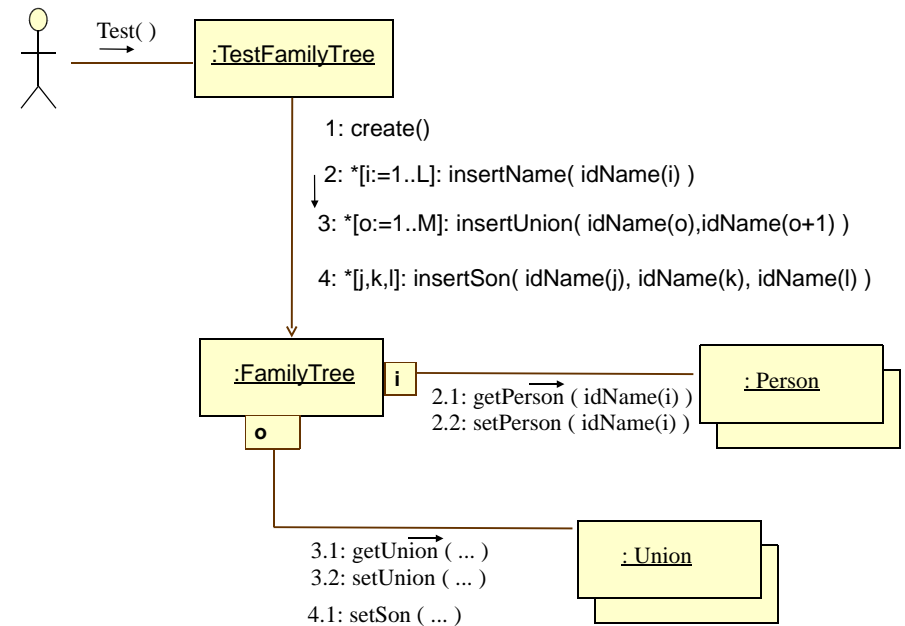 Test( )
:TestFamilyTree
1: create()
2: *[i:=1..L]: insertName( idName(i) )
3: *[o:=1..M]: insertUnion( idName(o),idName(o+1) )
4: *[j,k,l]: insertSon( idName(j), idName(k), idName(l) )
:FamilyTree
i
: Person
2.1: getPerson ( idName(i) )
2.2: setPerson ( idName(i) )
o
3.1: getUnion ( ... )
3.2: setUnion ( ... )
4.1: setSon ( ... )
: Union